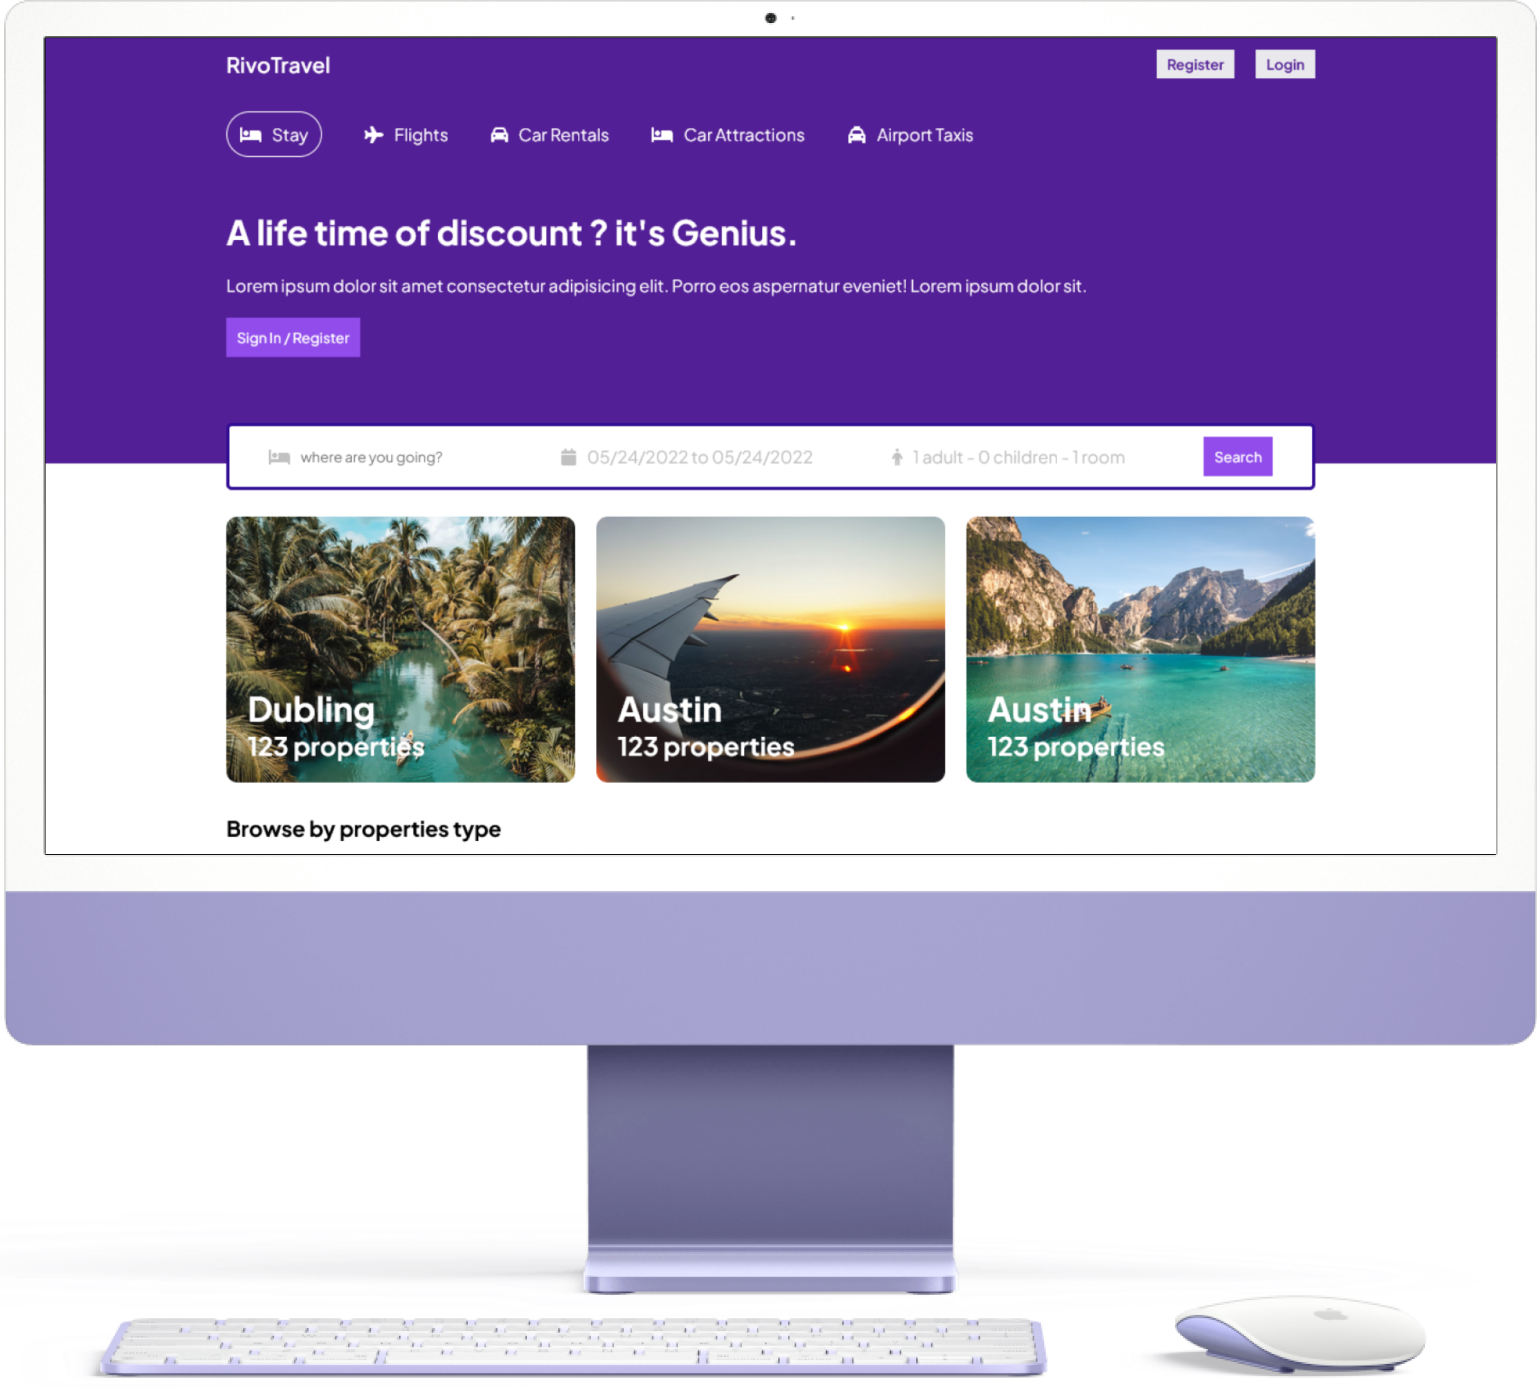 RivoTravel
Register
Login
Stay
Flights
Car Rentals
Car Attractions
Airport Taxis
A life time of discount ? it's Genius.
Lorem ipsum dolor sit amet consectetur adipisicing elit. Porro eos aspernatur eveniet! Lorem ipsum dolor sit.
Sign In / Register
where are you going?
05/24/2022 to 05/24/2022
1 adult - 0 children - 1 room
Search
Dubling
123 properties
Austin
123 properties
Austin
123 properties
Browse by properties type